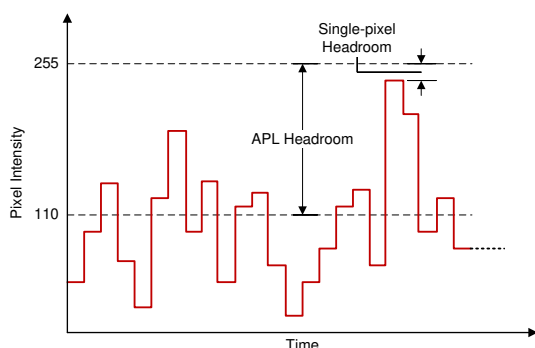 Single-pixel
Headroom
255
APL Headroom
Pixel Intensity
110
Time